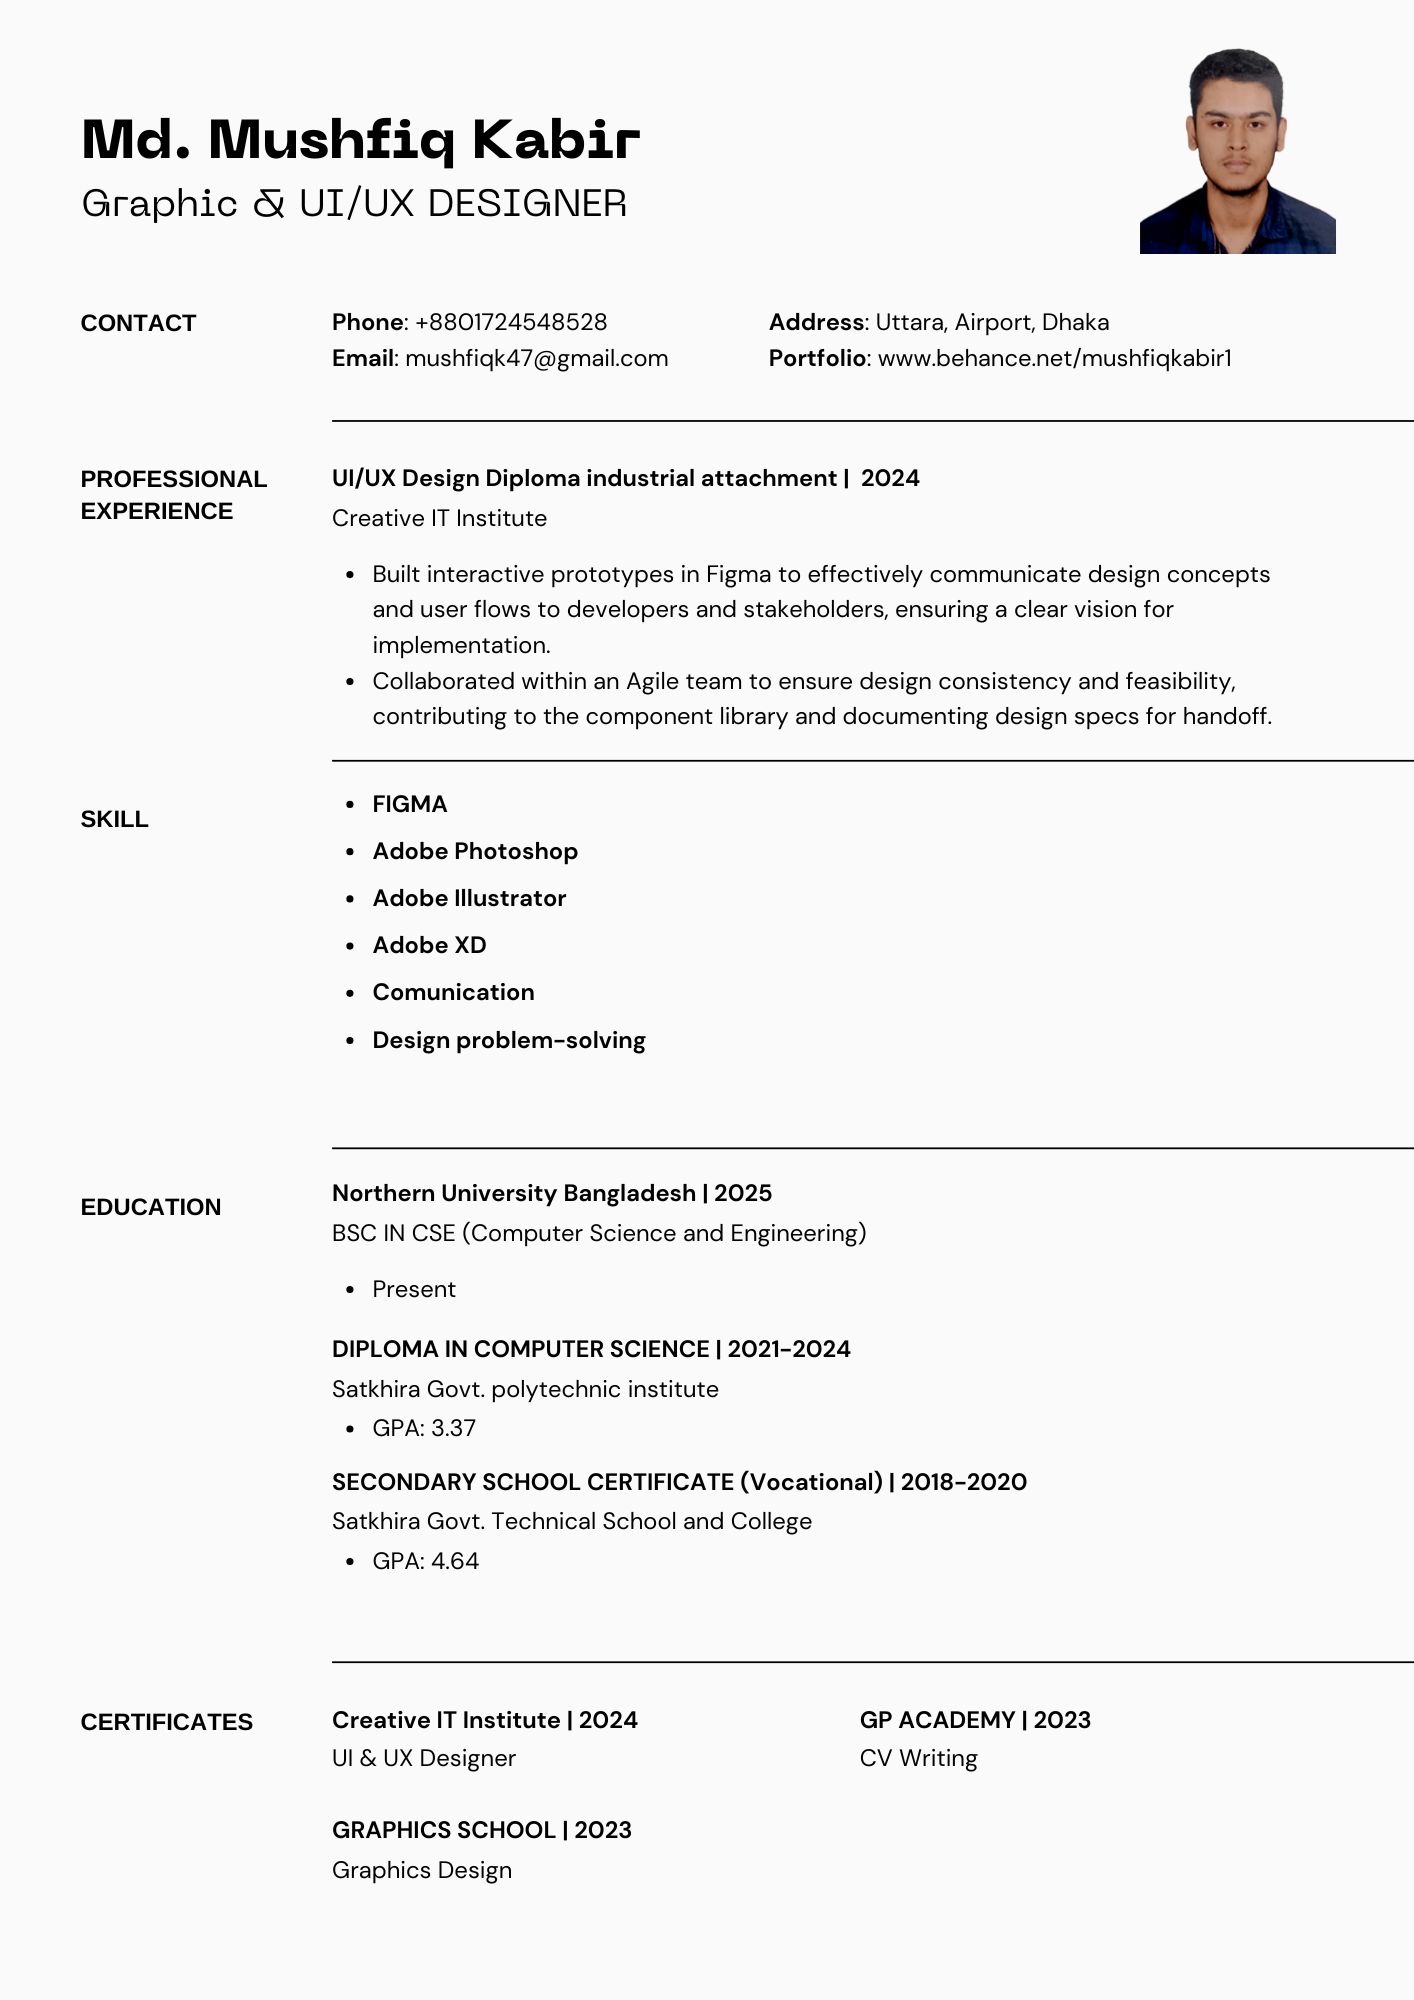 Md. Mushfiq Kabir
Graphic & UI/UX DESIGNER
CONTACT
Phone: +8801724548528
Email: mushfiqk47@gmail.com
Address: Uttara, Airport, Dhaka
Portfolio: www.behance.net/mushfiqkabir1
PROFESSIONAL
EXPERIENCE
UI/UX Design Diploma industrial attachment | 2024
Creative IT Institute
• Built interactive prototypes in Figma to effectively communicate design concepts
and user flows to developers and stakeholders, ensuring a clear vision for
implementation.
• Collaborated within an Agile team to ensure design consistency and feasibility,
contributing to the component library and documenting design specs for handoff.
SKILL
• FIGMA
• Adobe Photoshop
• Adobe Illustrator
• Adobe XD
• Comunication
• Design problem-solving
EDUCATION
Northern University Bangladesh | 2025
BSC IN CSE (Computer Science and Engineering)
• Present
DIPLOMA IN COMPUTER SCIENCE | 2021-2024
Satkhira Govt. polytechnic institute
• GPA: 3.37
SECONDARY SCHOOL CERTIFICATE (Vocational) | 2018-2020
Satkhira Govt. Technical School and College
• GPA: 4.64
CERTIFICATES
Creative IT Institute | 2024
UI & UX Designer
GP ACADEMY | 2023
CV Writing
GRAPHICS SCHOOL | 2023
Graphics Design